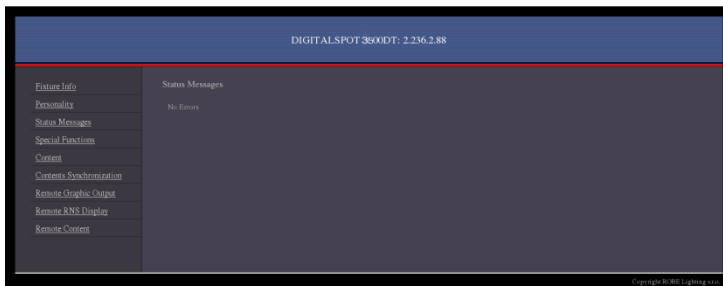 DIGITALSPOT 3500DT: 2.236.2.88
Fixture Info
Personality
Status Messages
Special Functions
Content
Contents Synchronization
Remote Graphic Output
Remote RNS Display
Remote Content
Status Messages
No Errors
Copyright ROBE Lighting s.r.o.